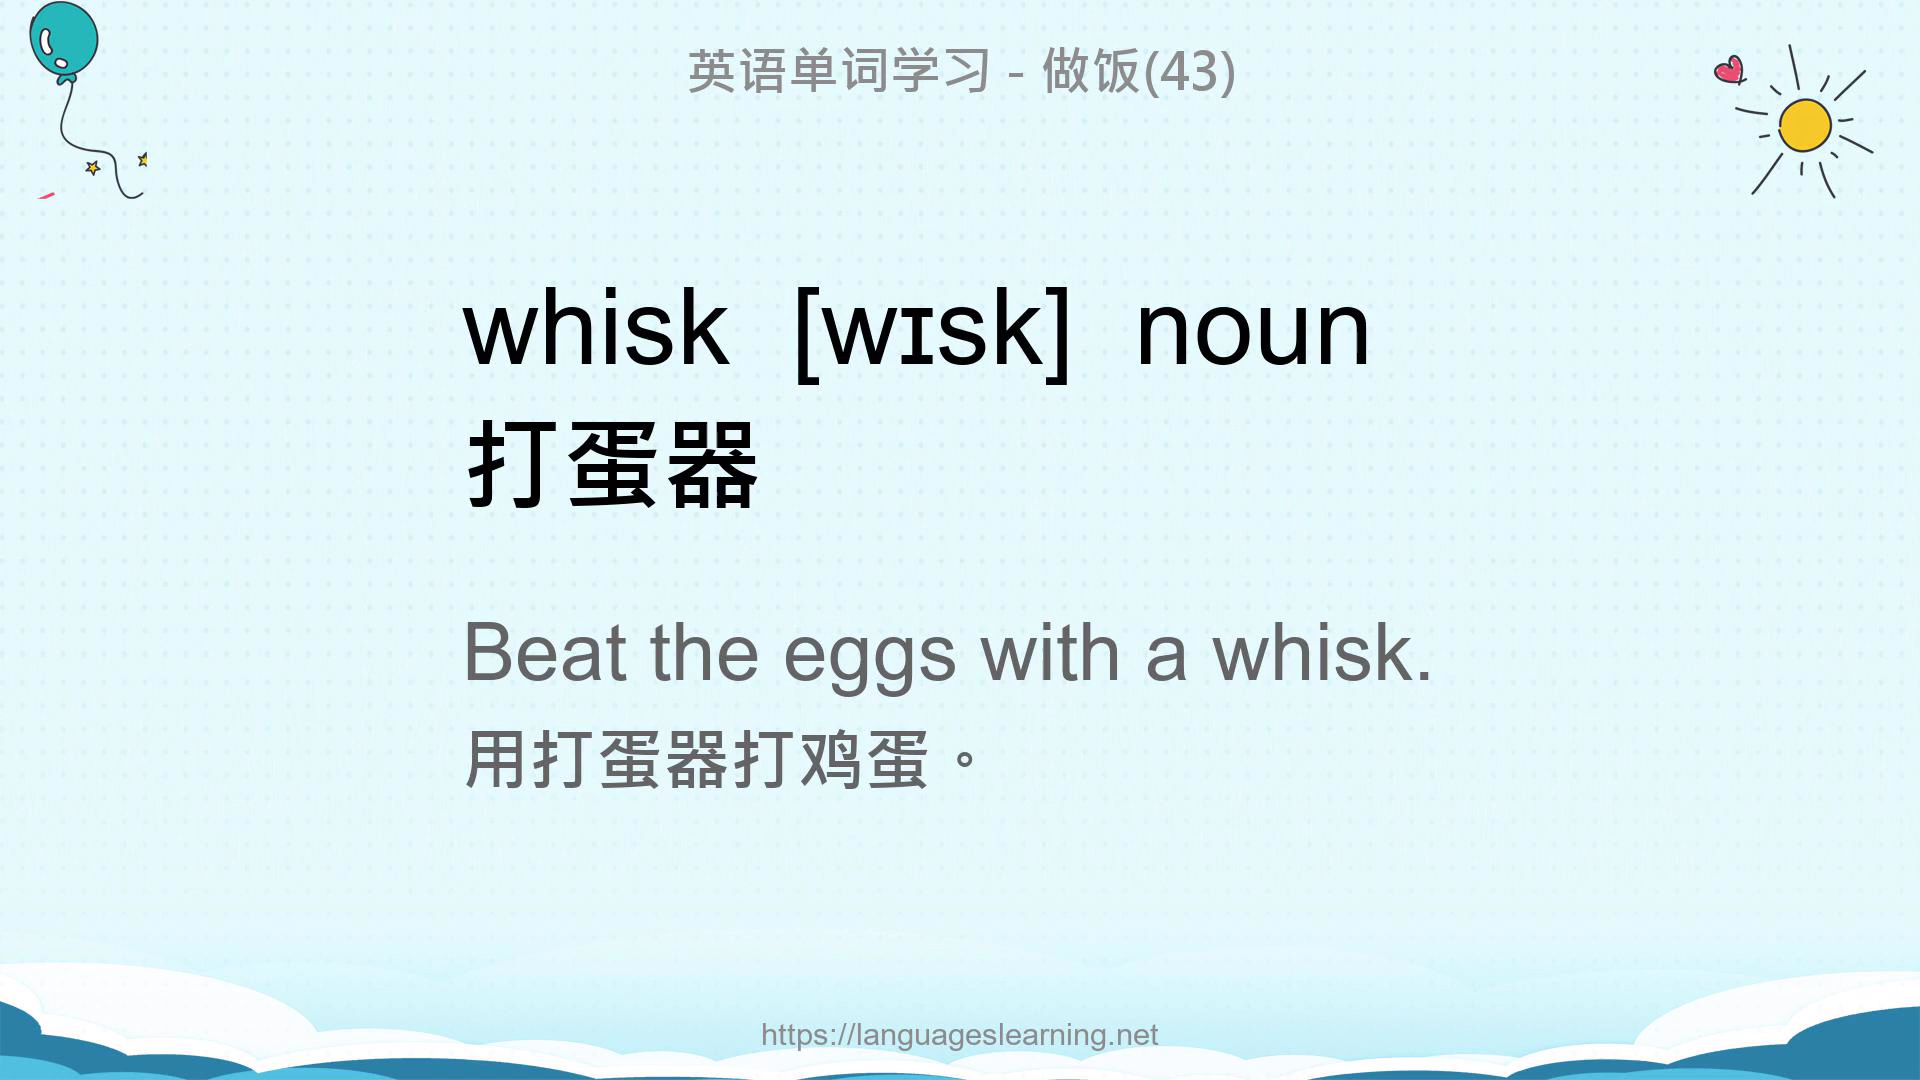 英语单词学习 - 做饭(43)
whisk [wɪsk] noun
打蛋器
Beat the eggs with a whisk.
用打蛋器打鸡蛋。
https://languageslearning.net